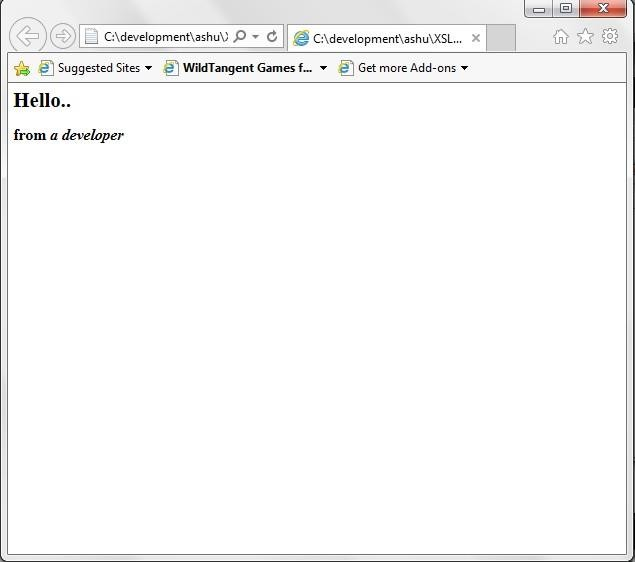 C:\development\ashu\X C:\development\ashu\XSL...
Suggested Sites WildTangent Games f... Get more Add-ons
Hello..
from a developer